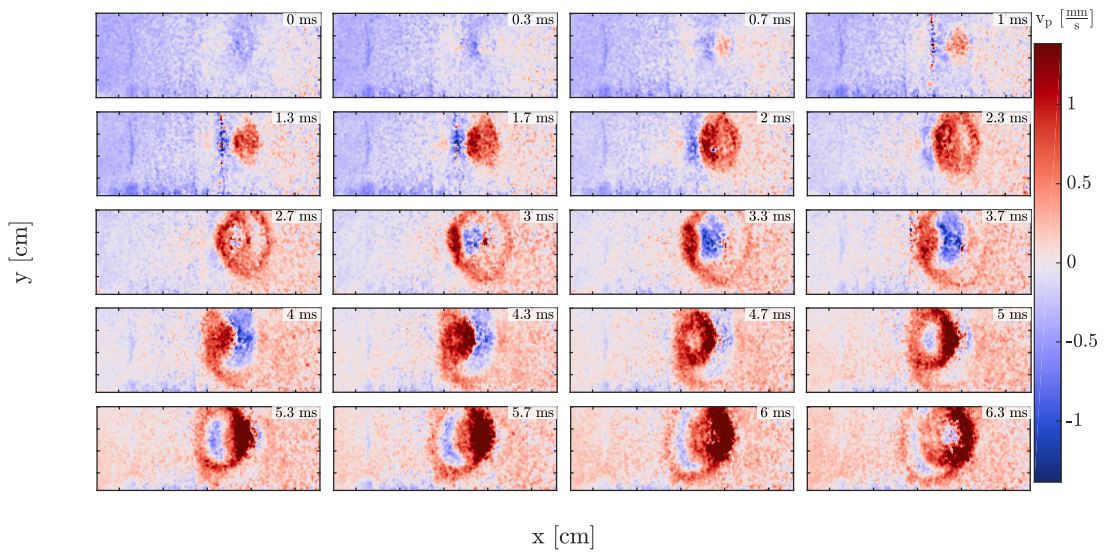 0 ms 0.3 ms 0.7 ms 1 ms v_p [mm/s]
1.3 ms 1.7 ms 2 ms 2.3 ms
2.7 ms 3 ms 3.3 ms 3.7 ms
4 ms 4.3 ms 4.7 ms 5 ms
5.3 ms 5.7 ms 6 ms 6.3 ms
1
0.5
0
-0.5
-1
y [cm]
x [cm]